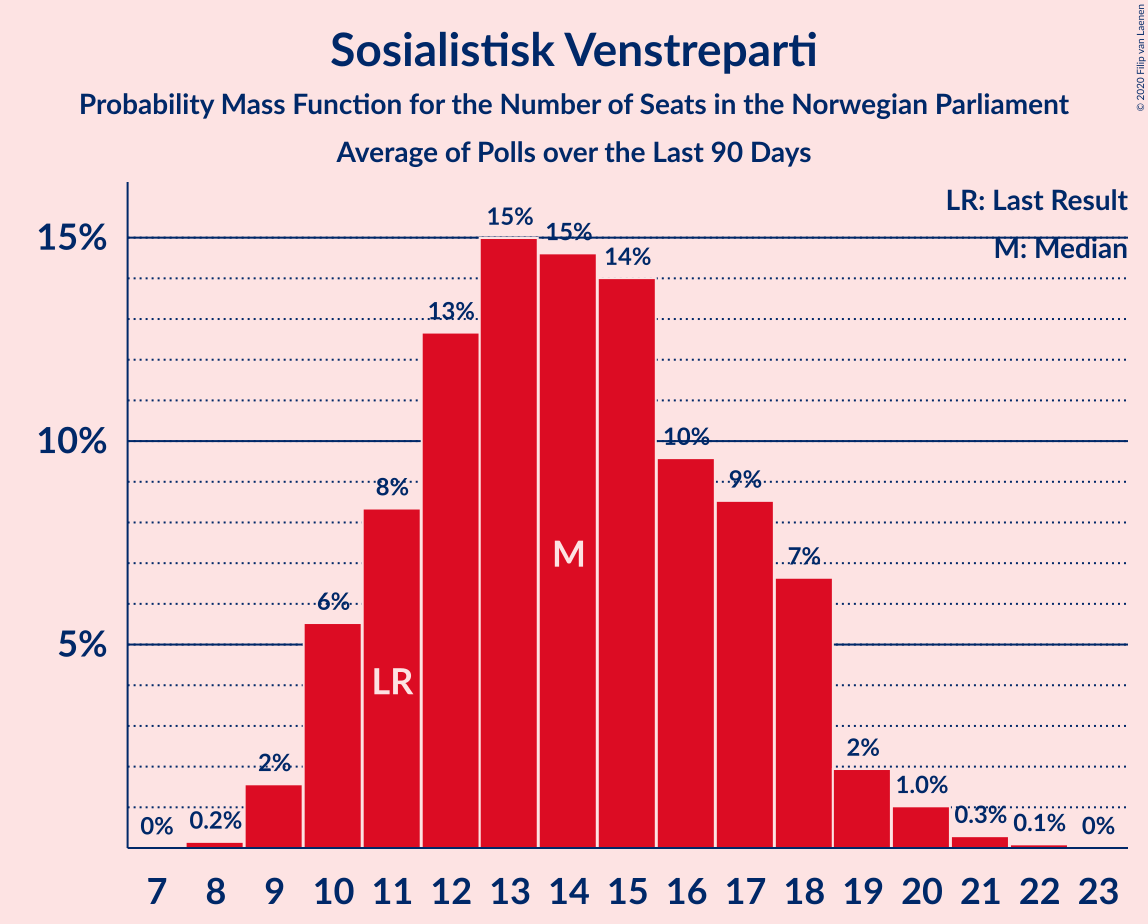 Sosialistisk Venstreparti
Probability Mass Function for the Number of Seats in the Norwegian Parliament
Average of Polls over the Last 90 Days
© 2020 Filip van Laenen
LR: Last Result
M: Median
15%
10%
5%
0%
0.2%
2%
6%
8%
13%
15%
15%
14%
10%
9%
7%
2%
1.0%
0.3%
0.1%
0%
LR
M
7 8 9 10 11 12 13 14 15 16 17 18 19 20 21 22 23